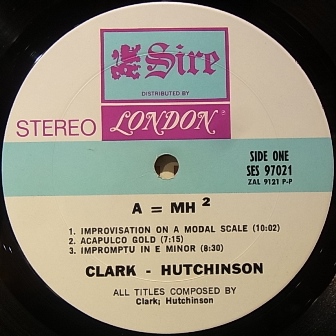 Sire
DISTRIBUTED BY
STEREO
LONDON
SIDE ONE
SES 97021
ZAL 9121 P-P
A = MH 2
1. IMPROVISATION ON A MODAL SCALE (10:02)
2. ACAPULCO GOLD (7:15)
3. IMPROMPTU IN E MINOR (8:30)
CLARK - HUTCHINSON
ALL TITLES COMPOSED BY
Clark; Hutchinson